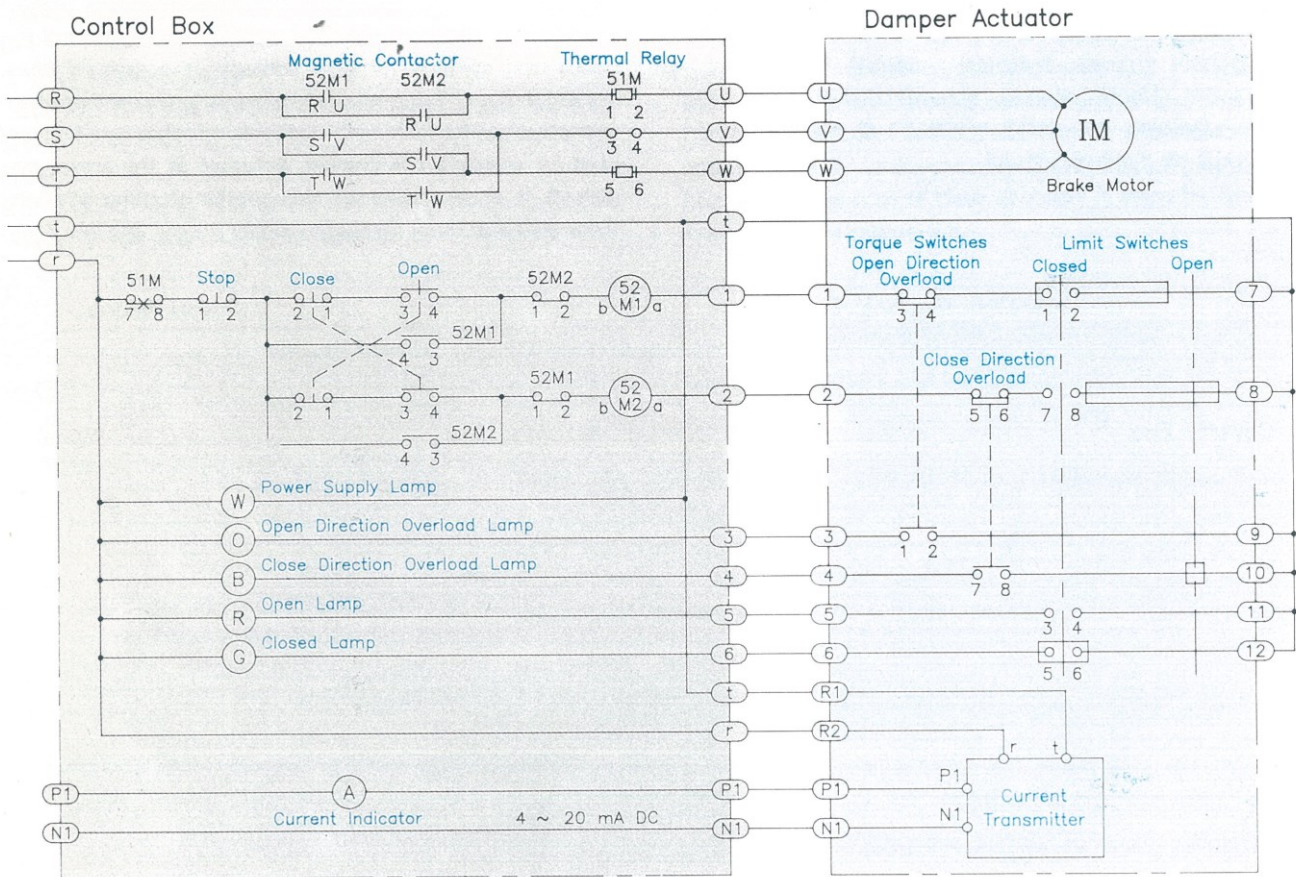 Control Box
Damper Actuator
Magnetic Contactor
Thermal Relay
52M1
52M2
51M
R
R U
R U
1 2
U
U
S
S V
S V
3 4
V
V
IM
T
T W
T W
5 6
W
W
Brake Motor
t
t
r
Torque Switches
Open Direction
Overload
Limit Switches
Closed
Open
51M
7 8
Stop
1 2
Close
2 1
Open
3 4
52M2
1 2
52
M1
b
a
1
1
3 4
1 2
7
4 3
52M1
Close Direction
Overload
2 1
3 4
52M1
1 2
52
M2
b
a
2
2
5 6
7 8
8
4 3
52M2
W
Power Supply Lamp
O
Open Direction Overload Lamp
3
3
1 2
9
B
Close Direction Overload Lamp
4
4
7 8
10
R
Open Lamp
5
5
3 4
11
G
Closed Lamp
6
6
5 6
12
t
R1
r
R2
r
t
P1
A
P1
P1
P1
Current Indicator
4 ~ 20 mA DC
Current
Transmitter
N1
N1
N1
N1